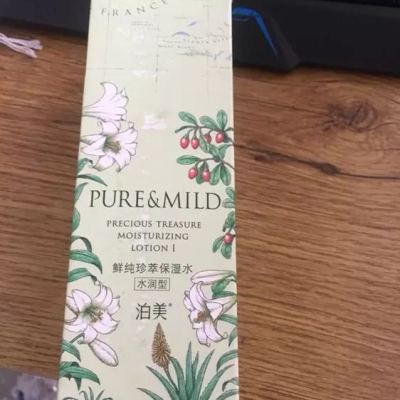 FRANCE
PURE&MILD
PRECIOUS TREASURE
MOISTURIZING
LOTION I
鲜纯珍萃保湿水
水润型
泊美